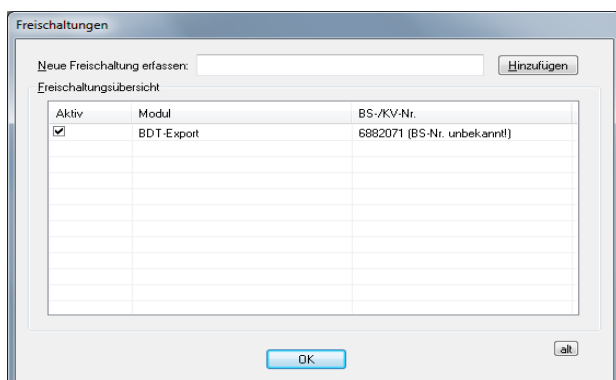 Freischaltungen
Neue Freischaltung erfassen: Hinzufügen
Freischaltungsübersicht
Aktiv Modul BS-/KV-Nr.
BDT-Export 6882071 (BS-Nr. unbekannt!)
alt
OK